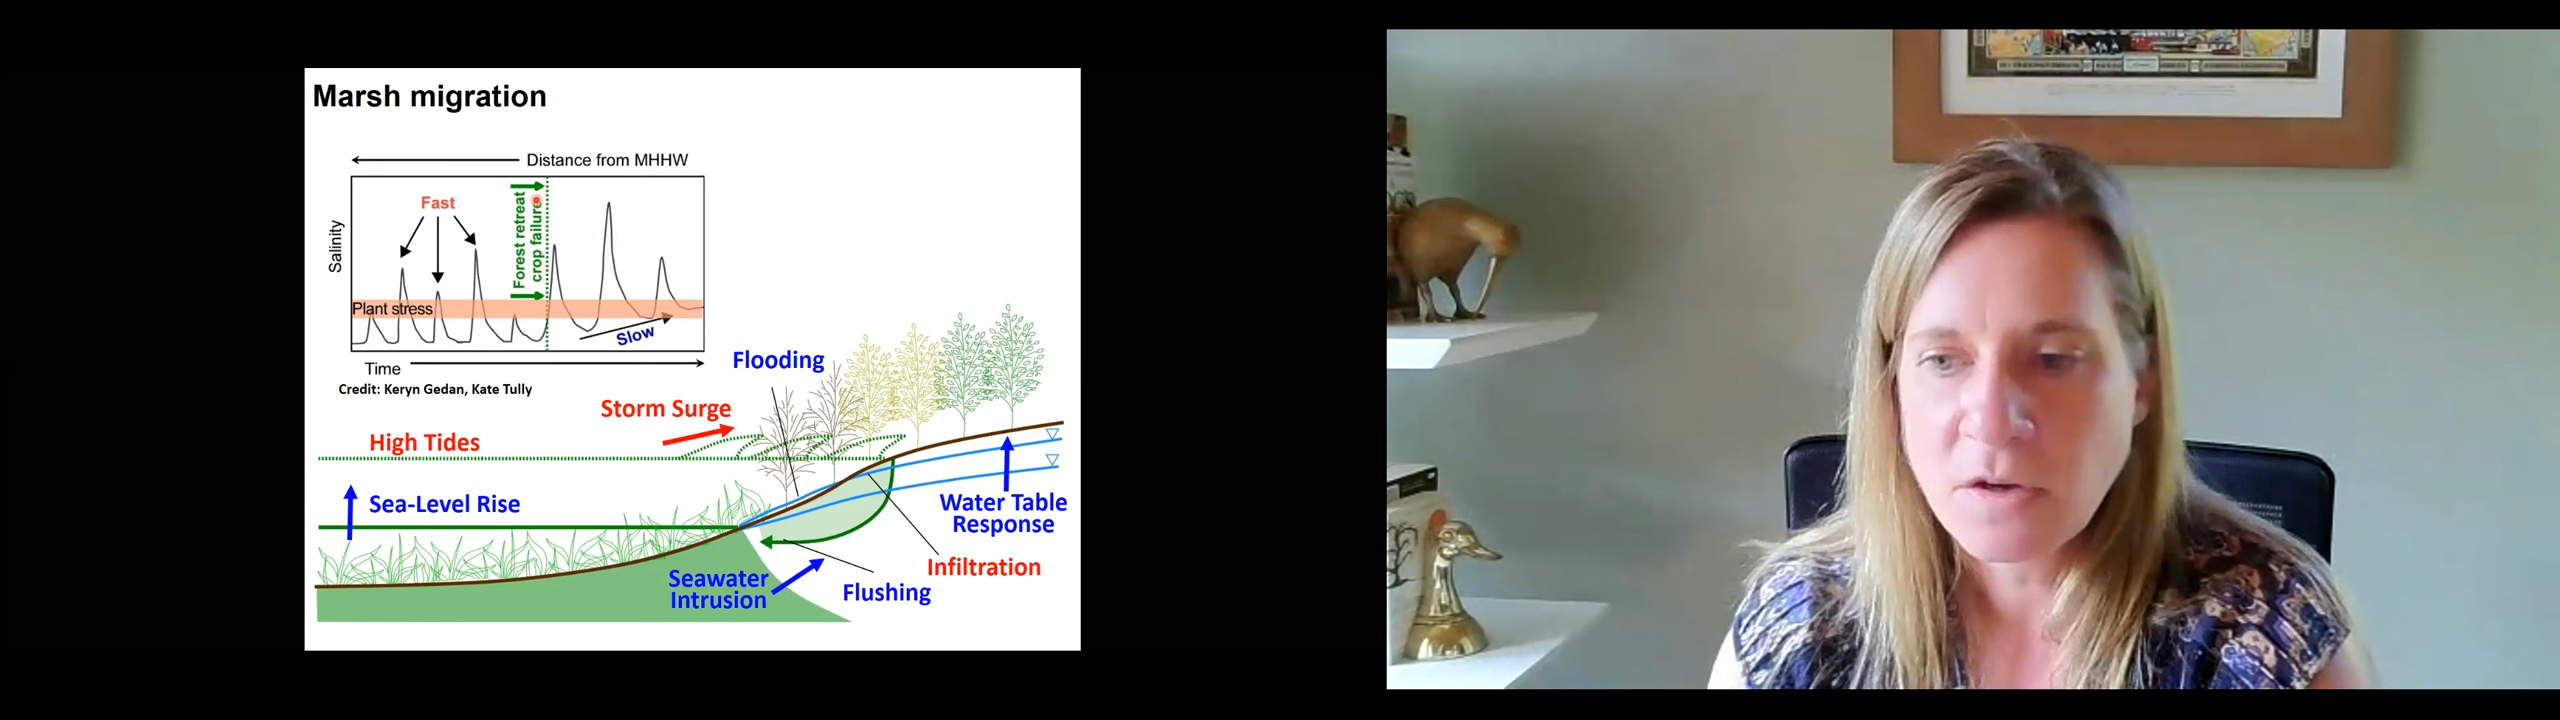 Marsh migration
Distance from MHHW
Fast
Forest retreat
crop failure
Salinity
Plant stress
Slow
Time
Credit: Keryn Gedan, Kate Tully
Flooding
Storm Surge
High Tides
Sea-Level Rise
Water Table
Response
Infiltration
Seawater
Intrusion
Flushing